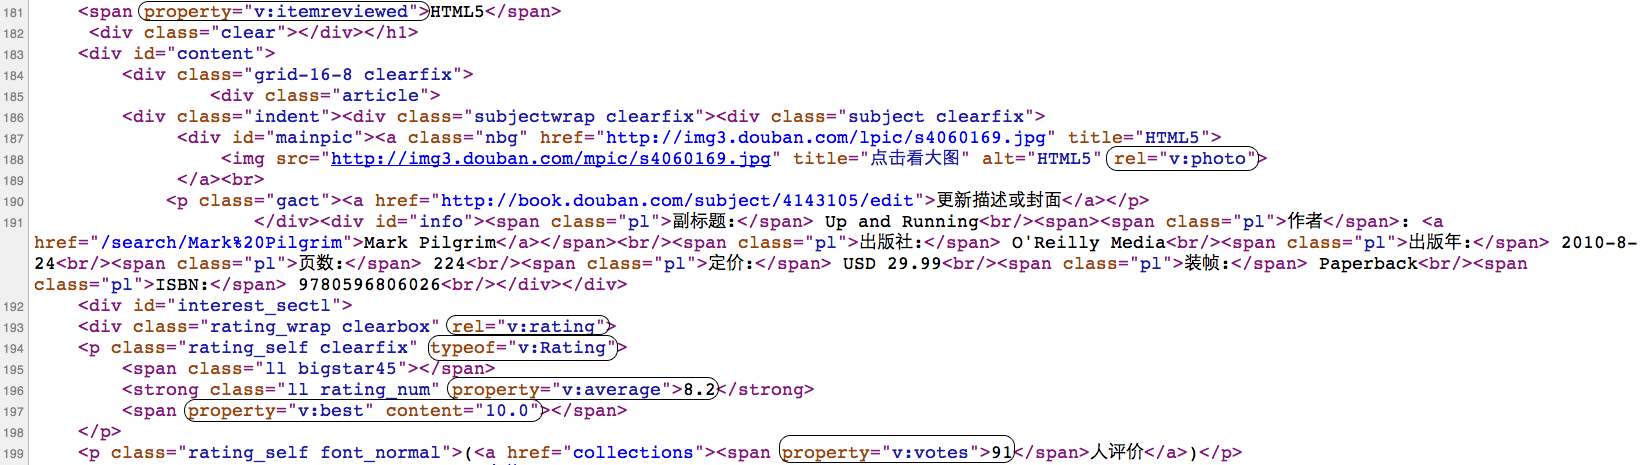 181 <span property="v:itemreviewed">HTML5</span>
182 <div class="clear"></div></h1>
183 <div id="content">
184 <div class="grid-16-8 clearfix">
185 <div class="article">
186 <div class="indent"><div class="subjectwrap clearfix"><div class="subject clearfix">
187 <div id="mainpic"><a class="nbg" href="http://img3.douban.com/lpic/s4060169.jpg" title="HTML5">
188 <img src="http://img3.douban.com/mpic/s4060169.jpg" title="点击看大图" alt="HTML5" rel="v:photo">
189 </a><br>
190 <p class="gact"><a href="http://book.douban.com/subject/4143105/edit">更新描述或封面</a></p>
191 </div><div id="info"><span class="pl">副标题:</span> Up and Running<br/><span><span class="pl">作者</span>: <a
href="/search/Mark%20Pilgrim">Mark Pilgrim</a></span><br/><span class="pl">出版社:</span> O'Reilly Media<br/><span class="pl">出版年:</span> 2010-8-
24<br/><span class="pl">页数:</span> 224<br/><span class="pl">定价:</span> USD 29.99<br/><span class="pl">装帧:</span> Paperback<br/><span
class="pl">ISBN:</span> 9780596806026<br/></div></div>
192 <div id="interest_sectl">
193 <div class="rating_wrap clearbox" rel="v:rating">
194 <p class="rating_self clearfix" typeof="v:Rating">
195 <span class="ll bigstar45"></span>
196 <strong class="ll rating_num" property="v:average">8.2</strong>
197 <span property="v:best" content="10.0"></span>
198 </p>
199 <p class="rating_self font_normal">(<a href="collections"><span property="v:votes">91</span>人评价</a>)</p>